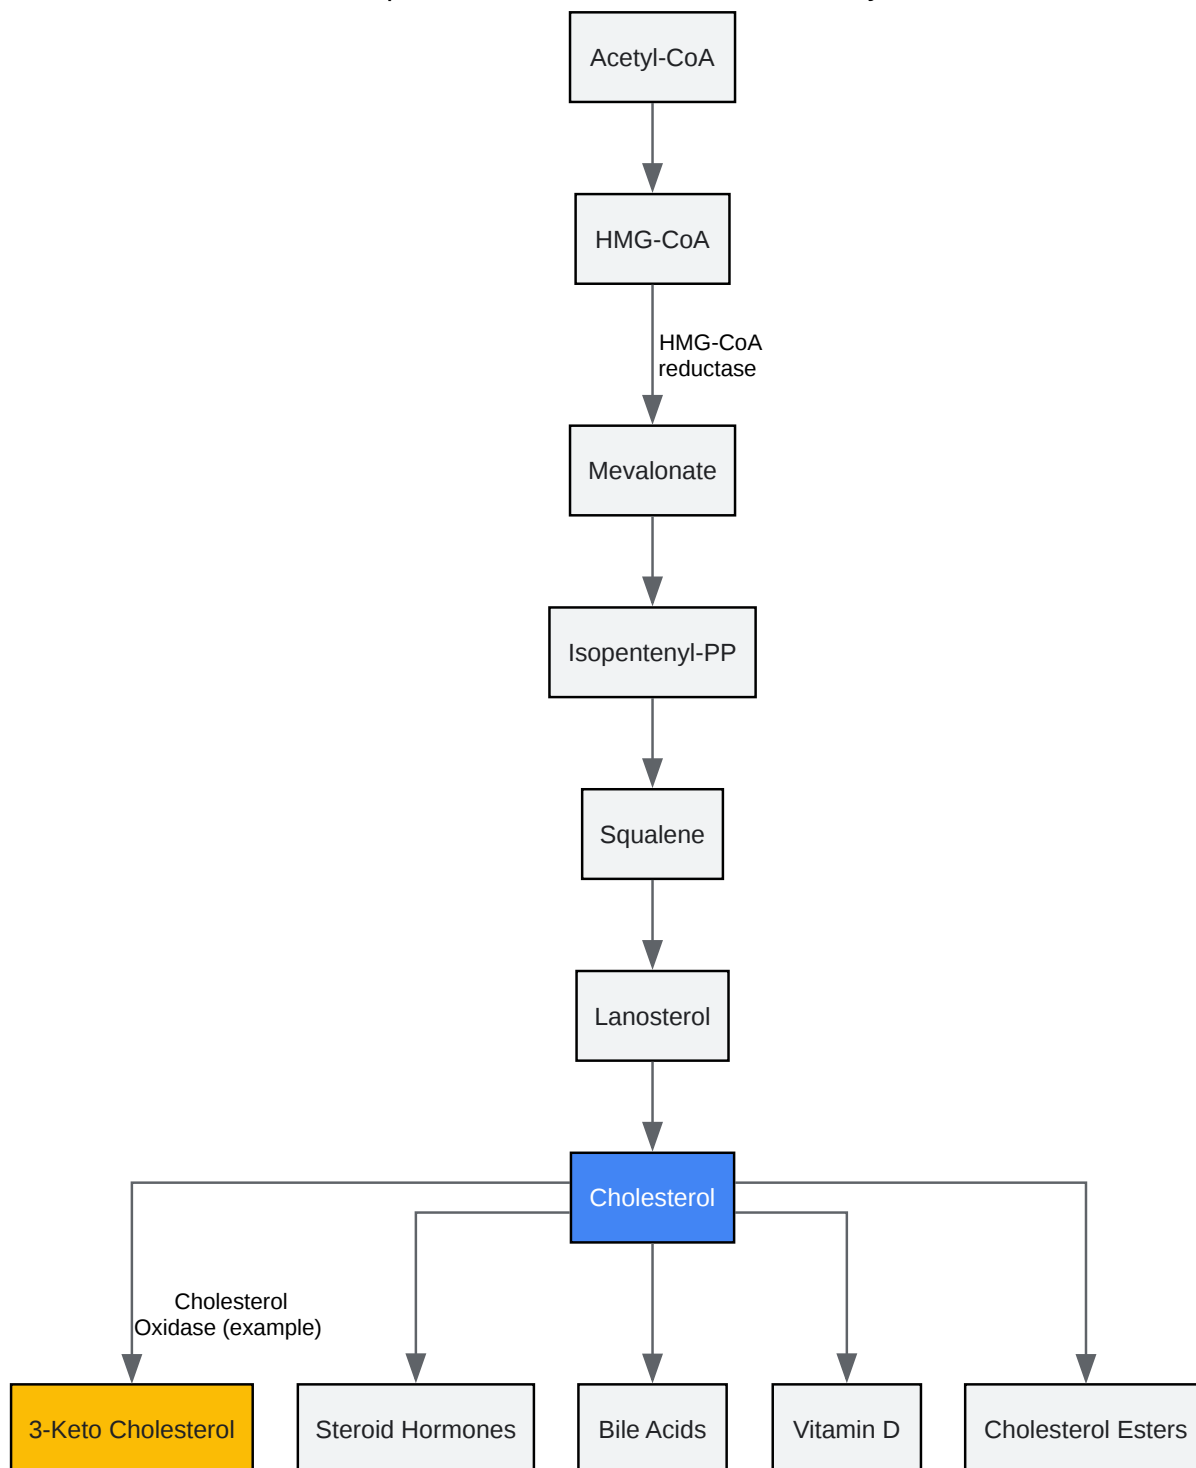 Acetyl-CoA
HMG-CoA
HMG-CoA
reductase
Mevalonate
Isopentenyl-PP
Squalene
Lanosterol
Cholesterol
Cholesterol
Oxidase (example)
3-Keto Cholesterol
Steroid Hormones
Bile Acids
Vitamin D
Cholesterol Esters